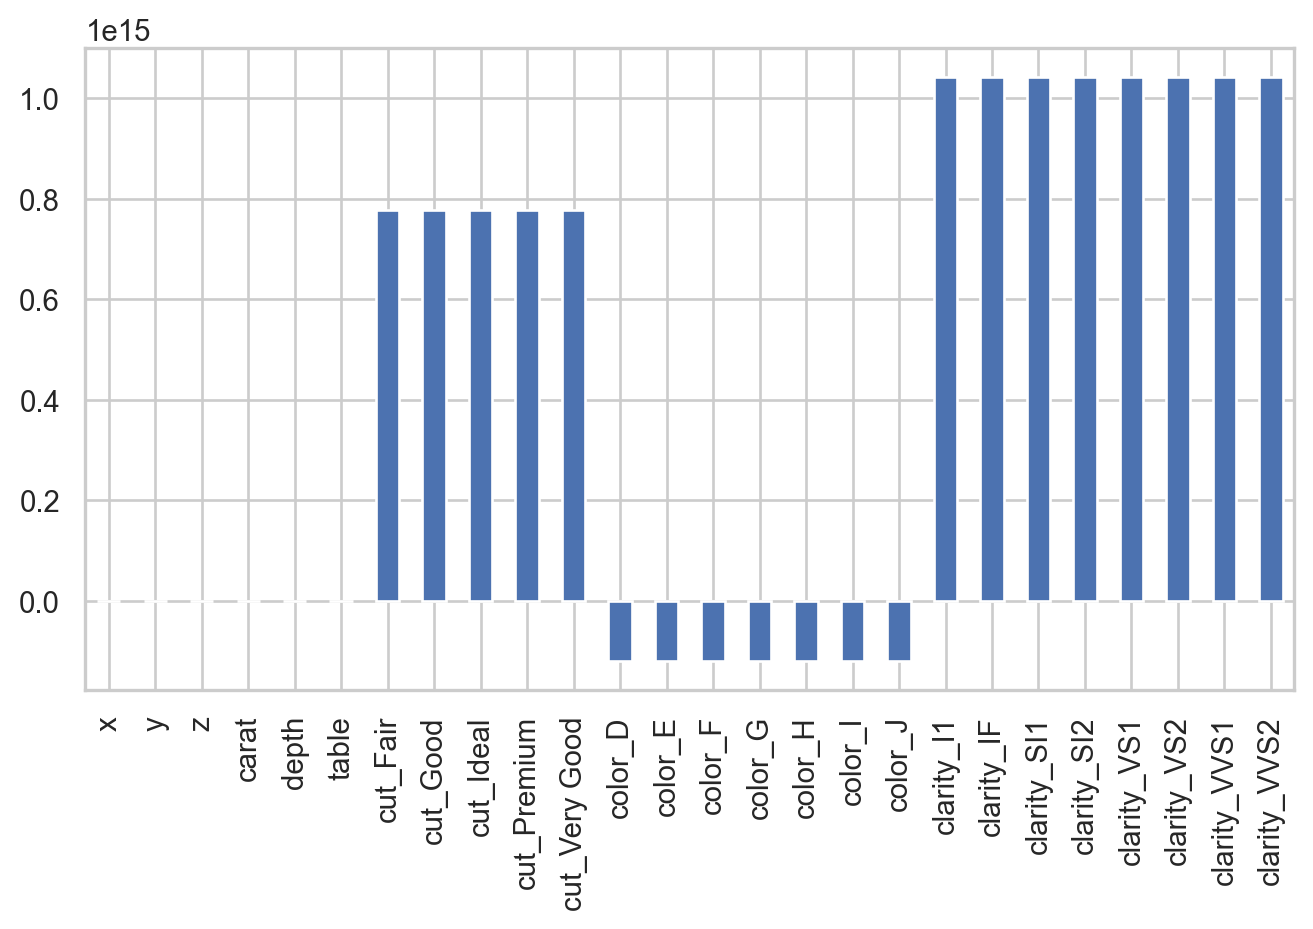 1e15
1.0
0.8
0.6
0.4
0.2
0.0
x
y
z
carat
depth
table
cut_Fair
cut_Good
cut_Ideal
cut_Premium
cut_Very Good
color_D
color_E
color_F
color_G
color_H
color_I
color_J
clarity_I1
clarity_IF
clarity_SI1
clarity_SI2
clarity_VS1
clarity_VS2
clarity_VVS1
clarity_VVS2